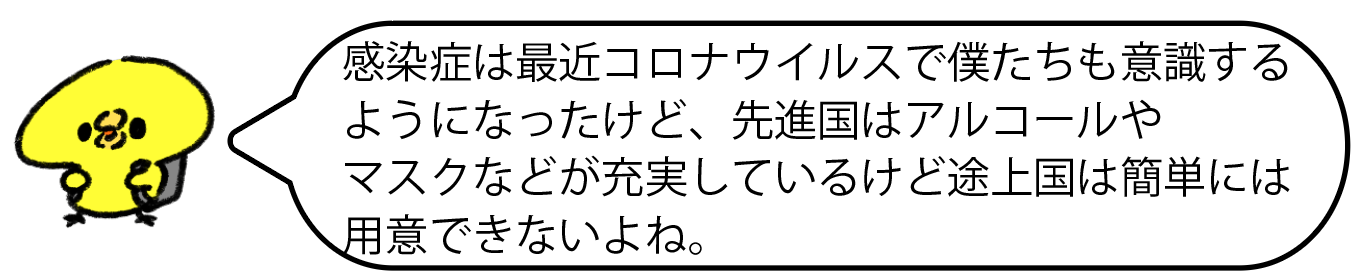 感染症は最近コロナウイルスで僕たちも意識する
ようになったけど、先進国はアルコールや
マスクなどが充実しているけど途上国は簡単には
用意できないよね。